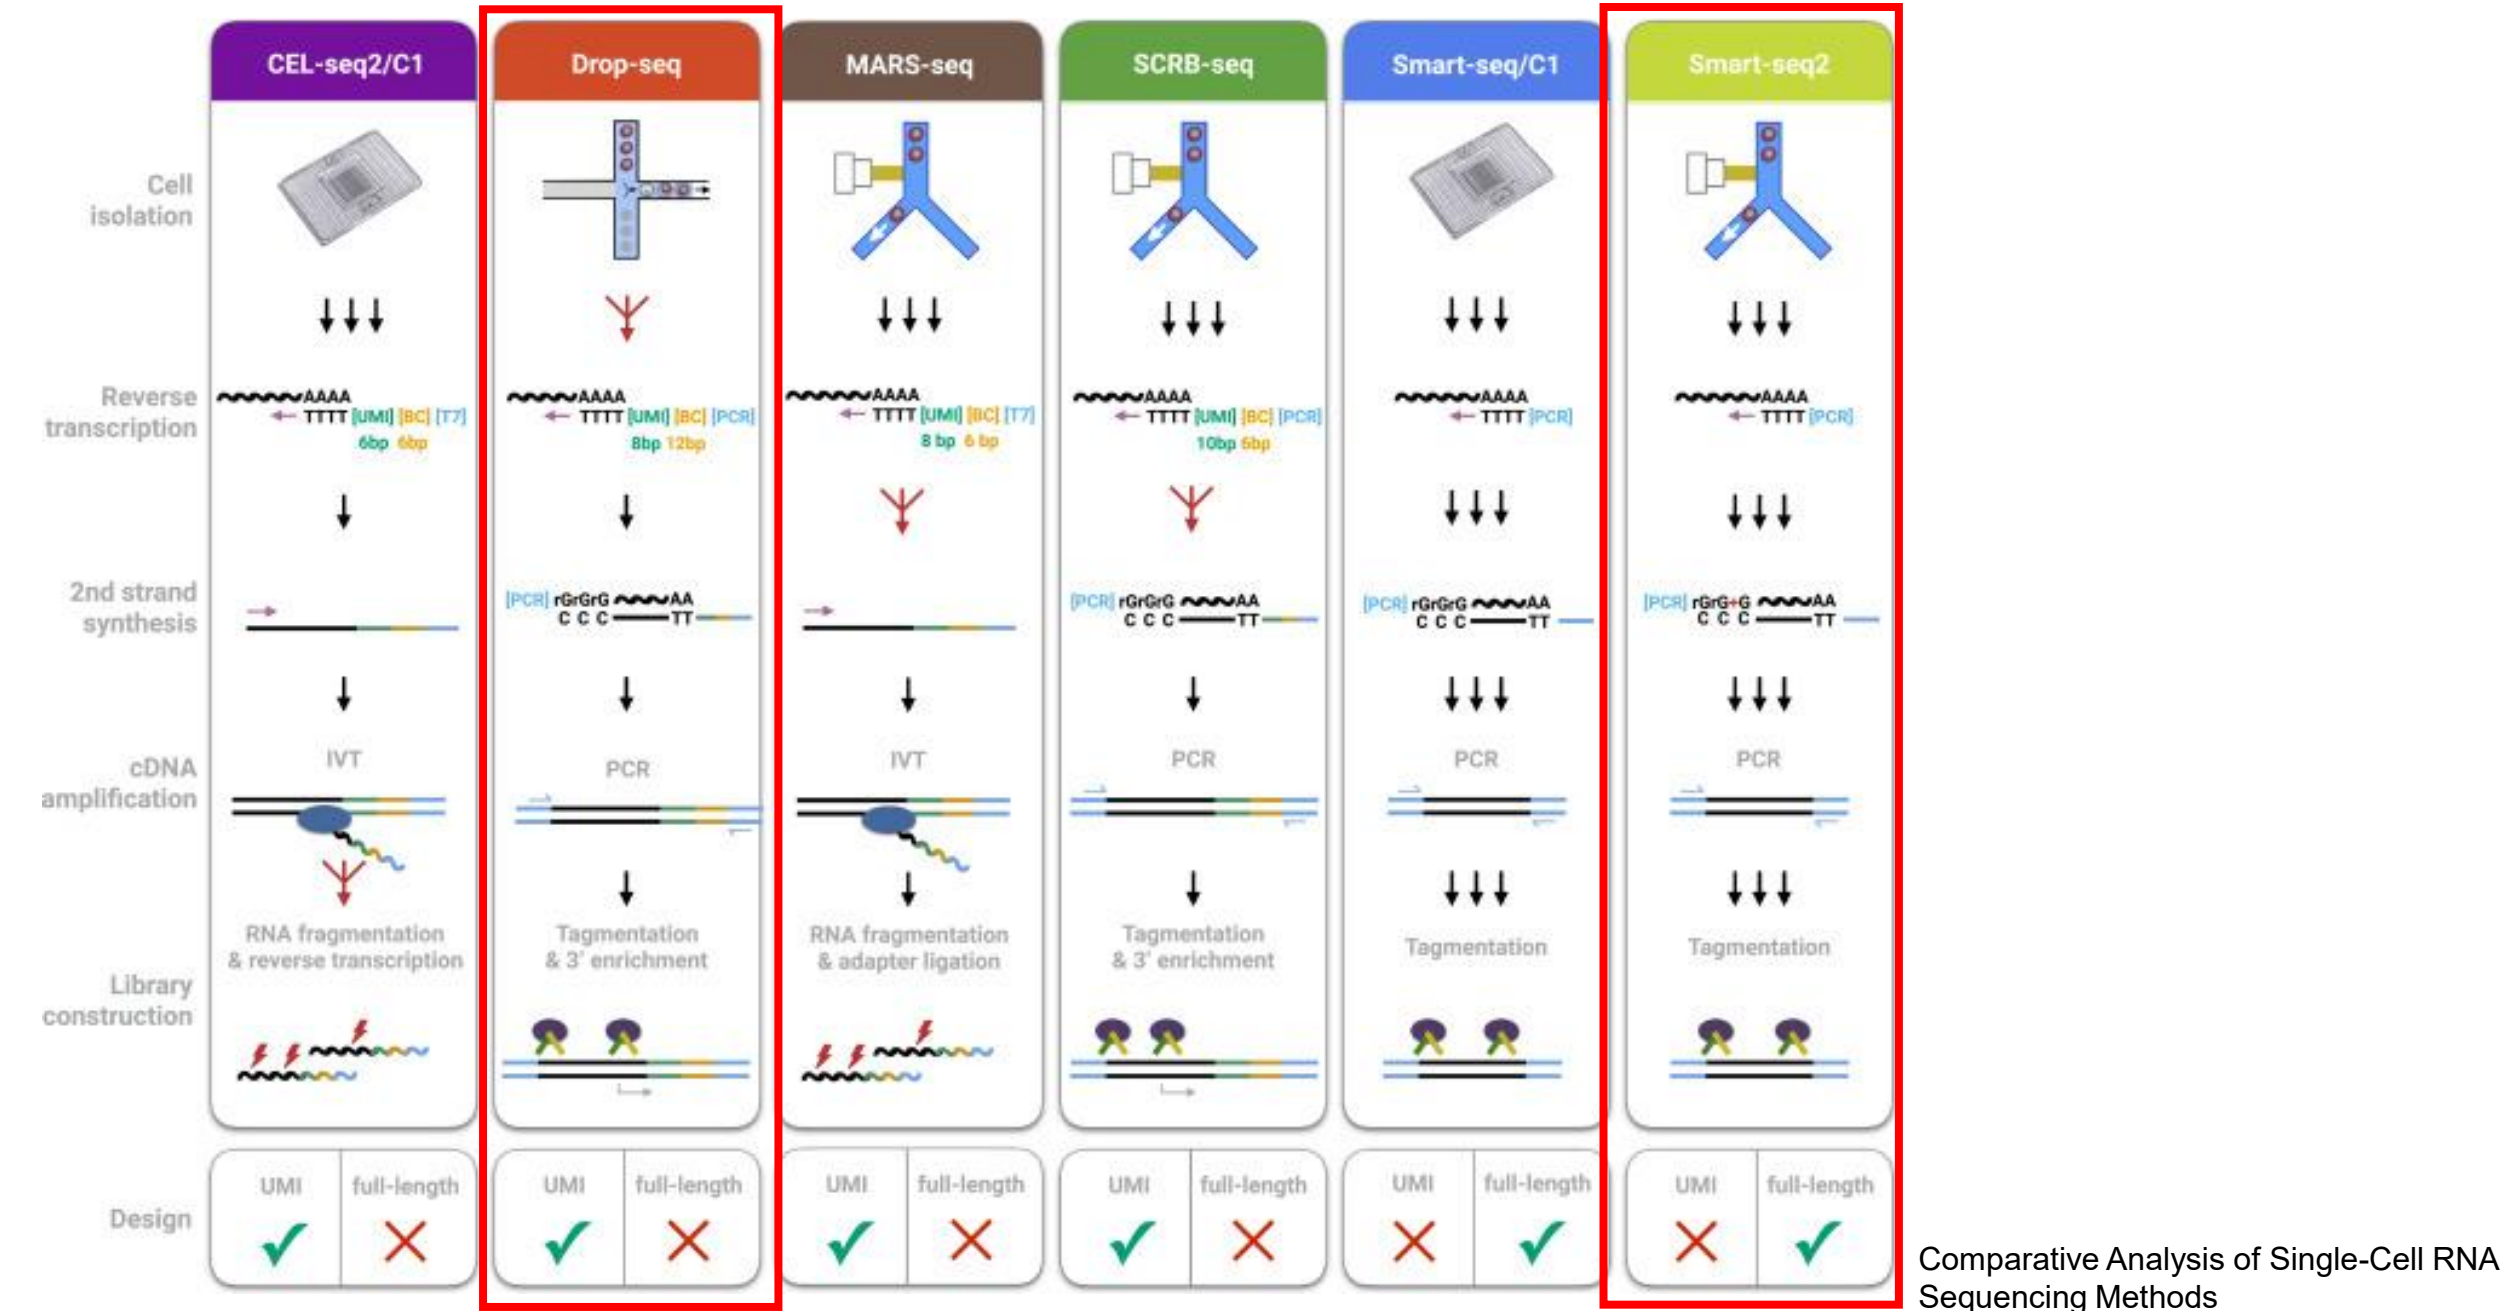 CEL-seq2/C1
Drop-seq
MARS-seq
SCRB-seq
Smart-seq/C1
Smart-seq2
Cell
isolation
Reverse
transcription
AAAA
TTTT [UMI] [BC] [T7]
6bp 6bp
AAAA
TTTT [UMI] [BC] [PCR]
8bp 12bp
AAAA
TTTT [UMI] [BC] [T7]
8 bp 6 bp
AAAA
TTTT [UMI] [BC] [PCR]
10bp 6bp
AAAA
TTTT [PCR]
AAAA
TTTT [PCR]
2nd strand
synthesis
[PCR] rGrGrG AA
C C C TT
[PCR] rGrGrG AA
C C C TT
[PCR] rGrGrG AA
C C C TT
[PCR] rGrG+G AA
C C C TT
cDNA
amplification
IVT
PCR
IVT
PCR
PCR
PCR
Library
construction
RNA fragmentation
& reverse transcription
Tagmentation
& 3' enrichment
RNA fragmentation
& adapter ligation
Tagmentation
& 3' enrichment
Tagmentation
Tagmentation
Design
UMI full-length
UMI full-length
UMI full-length
UMI full-length
UMI full-length
UMI full-length
Comparative Analysis of Single-Cell RNA
Sequencing Methods